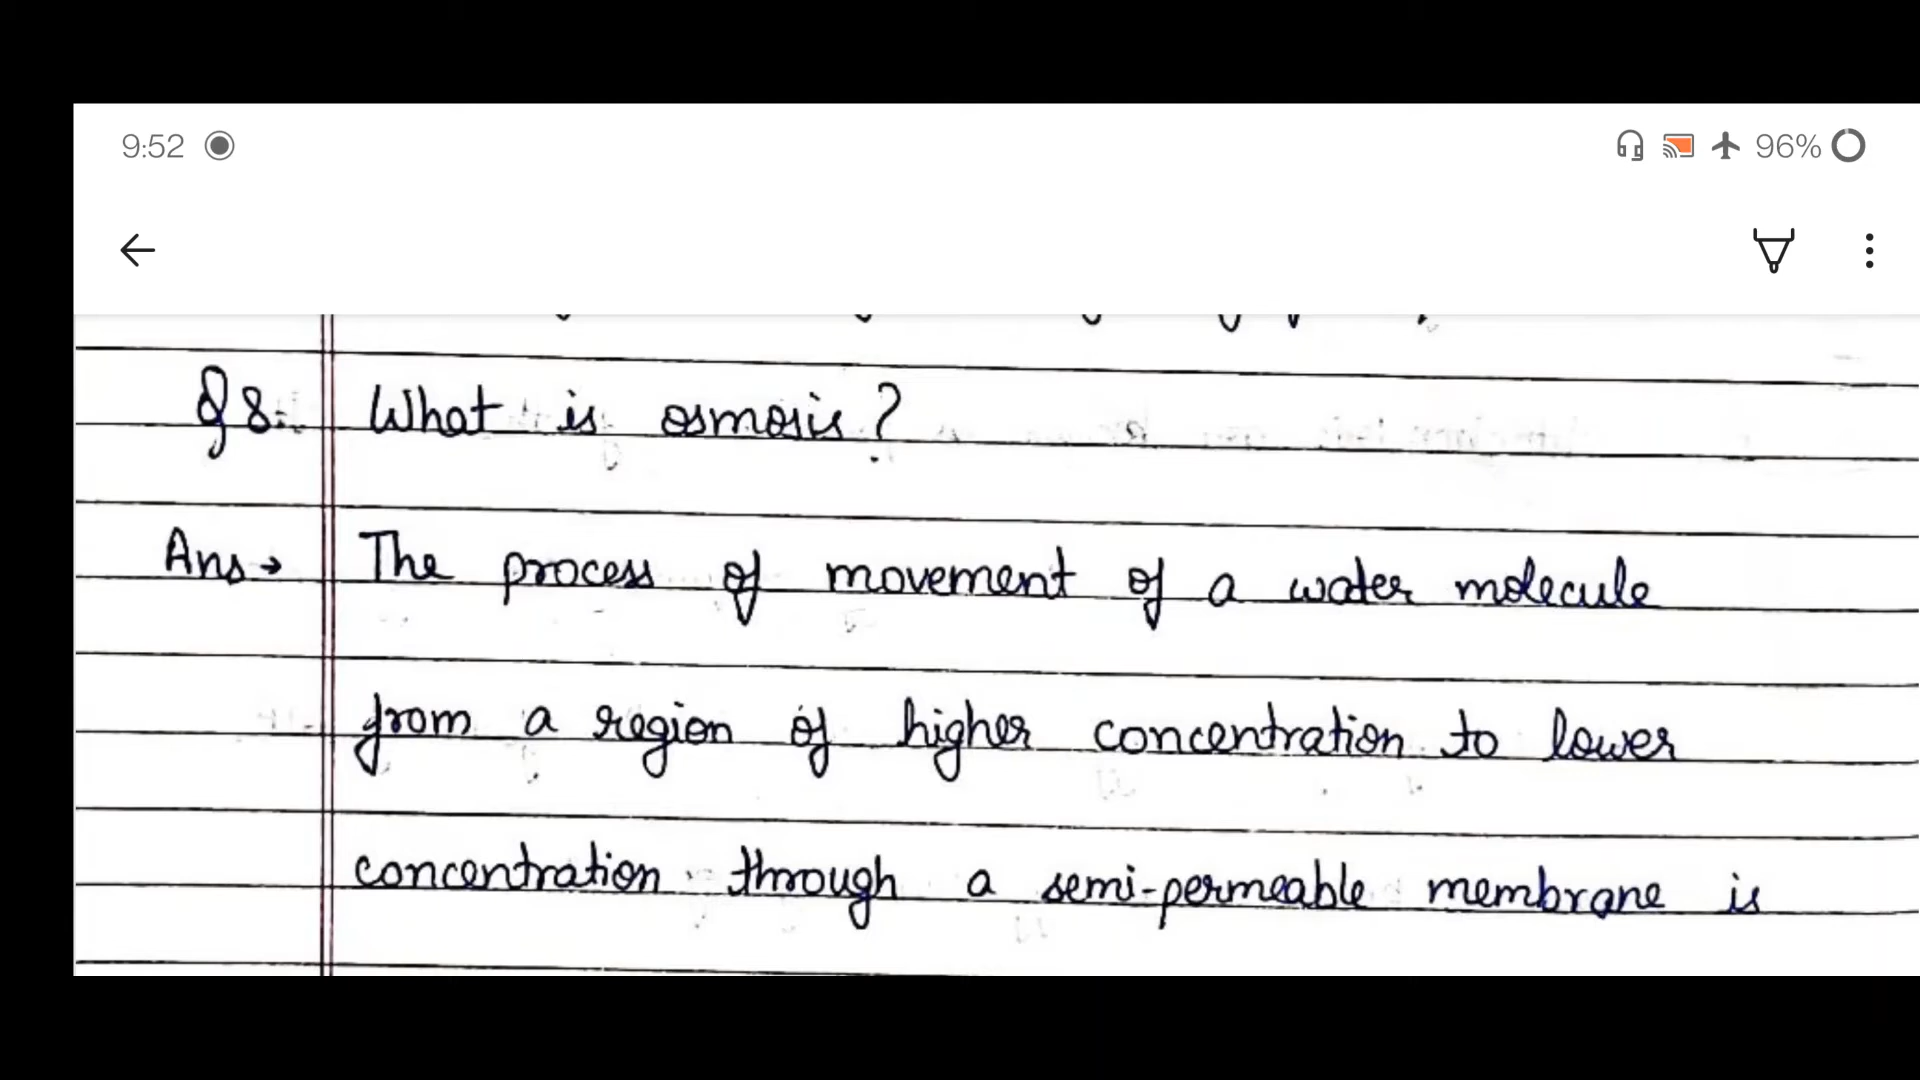 9:52
96%
Q8. What is osmosis?
Ans→ The process of movement of a water molecule
from a region of higher concentration to lower
concentration through a semi-permeable membrane is